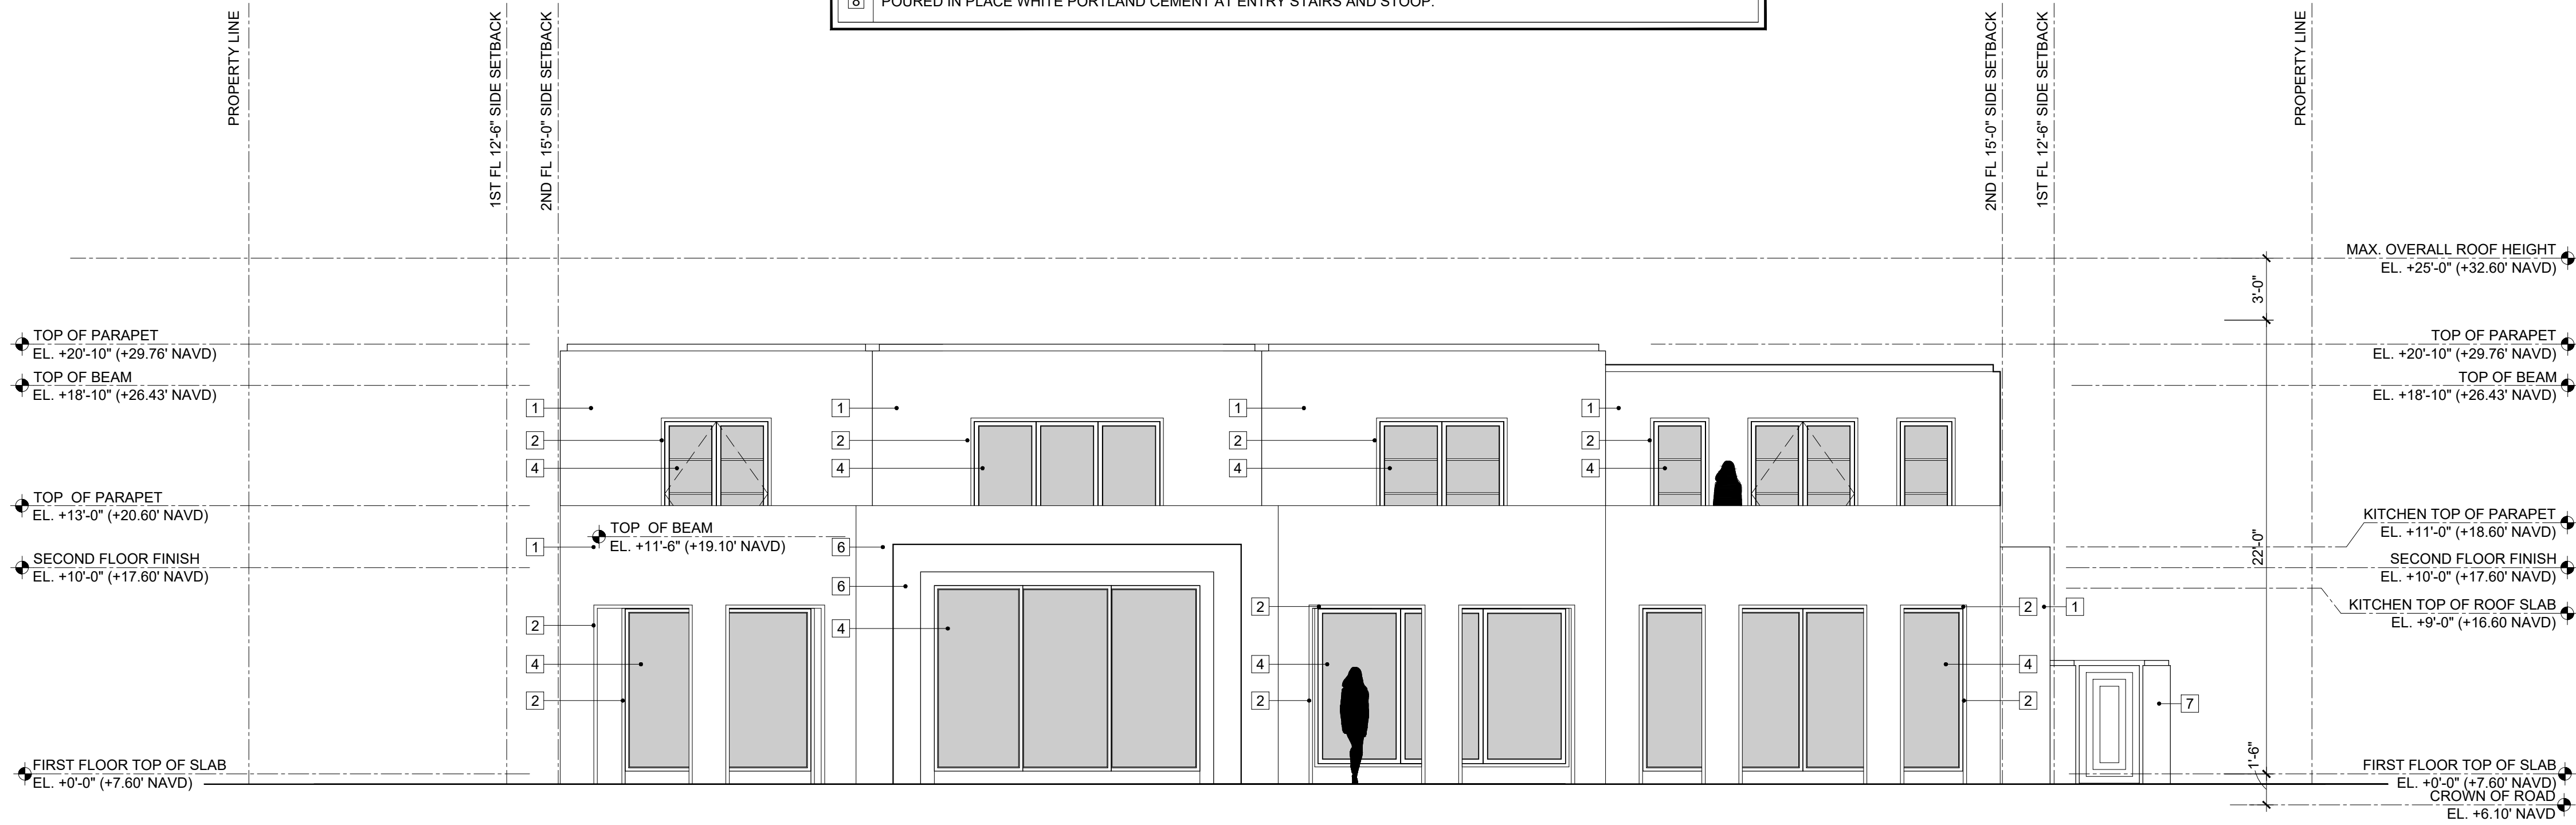 8 POURED IN PLACE WHITE PORTLAND CEMENT AT ENTRY STAIRS AND STOOP.
PROPERTY LINE
1ST FL 12'-6" SIDE SETBACK
2ND FL 15'-0" SIDE SETBACK
2ND FL 15'-0" SIDE SETBACK
1ST FL 12'-6" SIDE SETBACK
PROPERTY LINE
MAX. OVERALL ROOF HEIGHT
EL. +25'-0" (+32.60' NAVD)
3'-0"
TOP OF PARAPET
EL. +20'-10" (+29.76' NAVD)
TOP OF BEAM
EL. +18'-10" (+26.43' NAVD)
TOP OF PARAPET
EL. +20'-10" (+29.76' NAVD)
TOP OF BEAM
EL. +18'-10" (+26.43' NAVD)
1
1
1
1
2
2
2
2
4
4
4
4
TOP OF PARAPET
EL. +13'-0" (+20.60' NAVD)
SECOND FLOOR FINISH
EL. +10'-0" (+17.60' NAVD)
1
TOP OF BEAM
EL. +11'-6" (+19.10' NAVD)
6
6
KITCHEN TOP OF PARAPET
EL. +11'-0" (+18.60' NAVD)
22'-0"
SECOND FLOOR FINISH
EL. +10'-0" (+17.60' NAVD)
KITCHEN TOP OF ROOF SLAB
EL. +9'-0" (+16.60 NAVD)
2
4
2
4
2
4
2
2
1
4
2
7
FIRST FLOOR TOP OF SLAB
EL. +0'-0" (+7.60' NAVD)
1'-6"
FIRST FLOOR TOP OF SLAB
EL. +0'-0" (+7.60' NAVD)
CROWN OF ROAD
EL. +6.10' NAVD